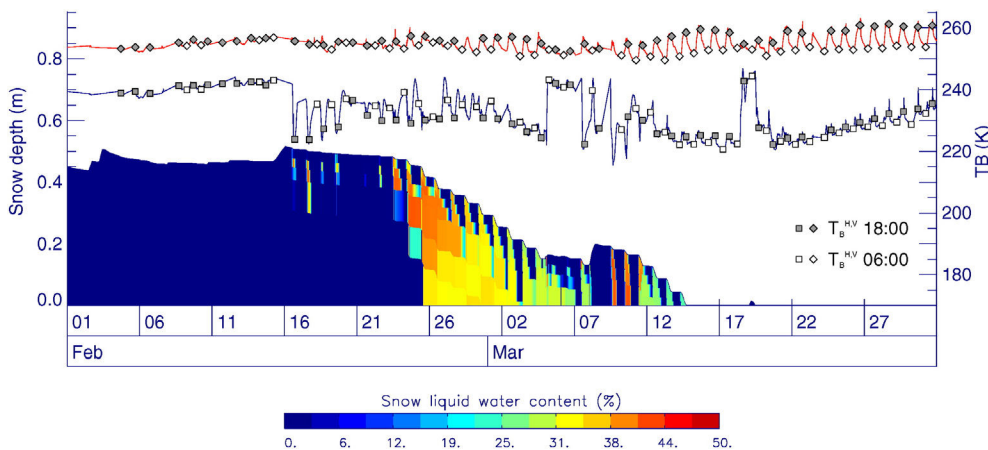 0.8
0.6
0.4
0.2
0.0
Snow depth (m)
260
240
220
200
180
TB (K)
T_B^H,V 18:00
T_B^H,V 06:00
01 06 11 16 21 26 02 07 12 17 22 27
Feb Mar
Snow liquid water content (%)
0. 6. 12. 19. 25. 31. 38. 44. 50.